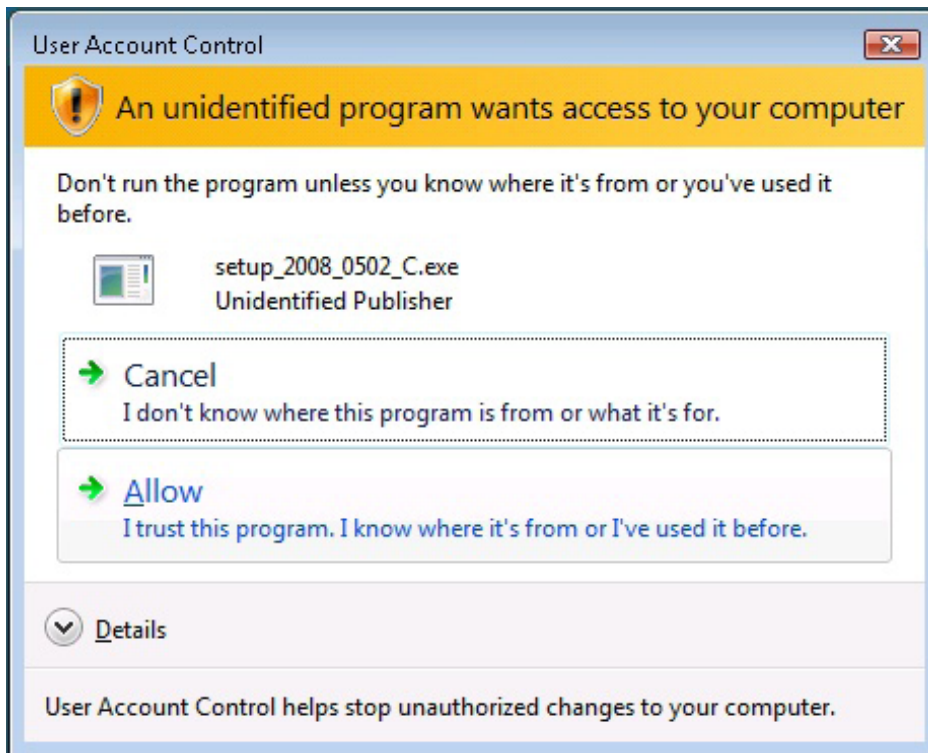 User Account Control
An unidentified program wants access to your computer
Don't run the program unless you know where it's from or you've used it
before.
setup_2008_0502_C.exe
Unidentified Publisher
Cancel
I don't know where this program is from or what it's for.
Allow
I trust this program. I know where it's from or I've used it before.
Details
User Account Control helps stop unauthorized changes to your computer.